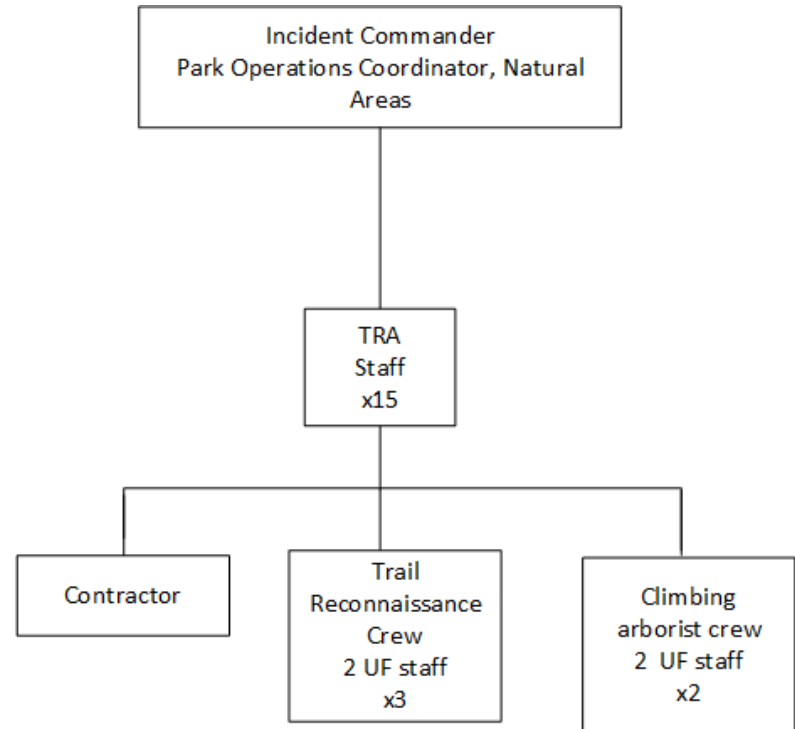 Incident Commander
Park Operations Coordinator, Natural
Areas
TRA
Staff
x15
Contractor
Trail
Reconnaissance
Crew
2 UF staff
x3
Climbing
arborist crew
2 UF staff
x2